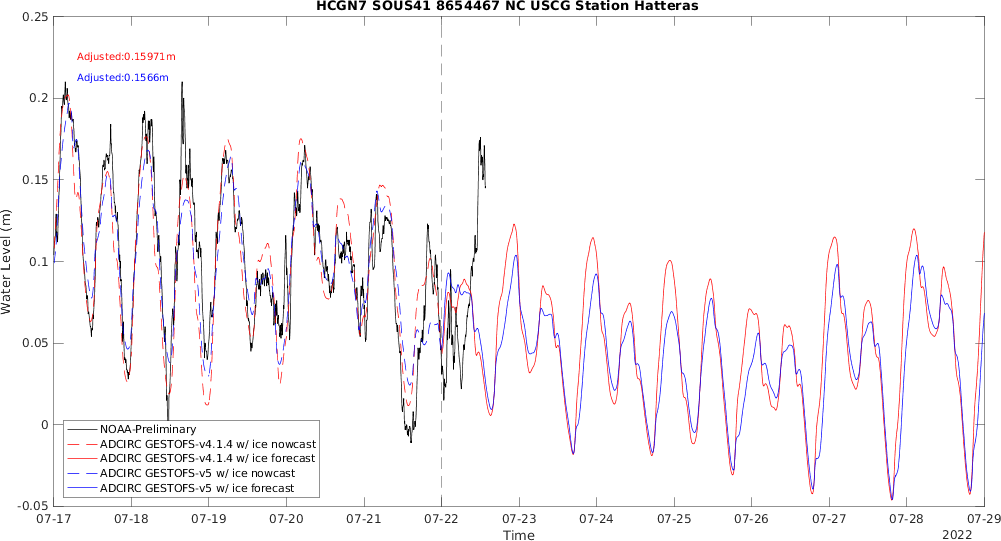 HCGN7 SOUS41 8654467 NC USCG Station Hatteras
0.25
Adjusted:0.15971m
Adjusted:0.1566m
0.2
0.15
0.1
0.05
0
-0.05
Water Level (m)
NOAA-Preliminary
ADCIRC GESTOFS-v4.1.4 w/ ice nowcast
ADCIRC GESTOFS-v4.1.4 w/ ice forecast
ADCIRC GESTOFS-v5 w/ ice nowcast
ADCIRC GESTOFS-v5 w/ ice forecast
07-17 07-18 07-19 07-20 07-21 07-22 07-23 07-24 07-25 07-26 07-27 07-28 07-29
Time
2022